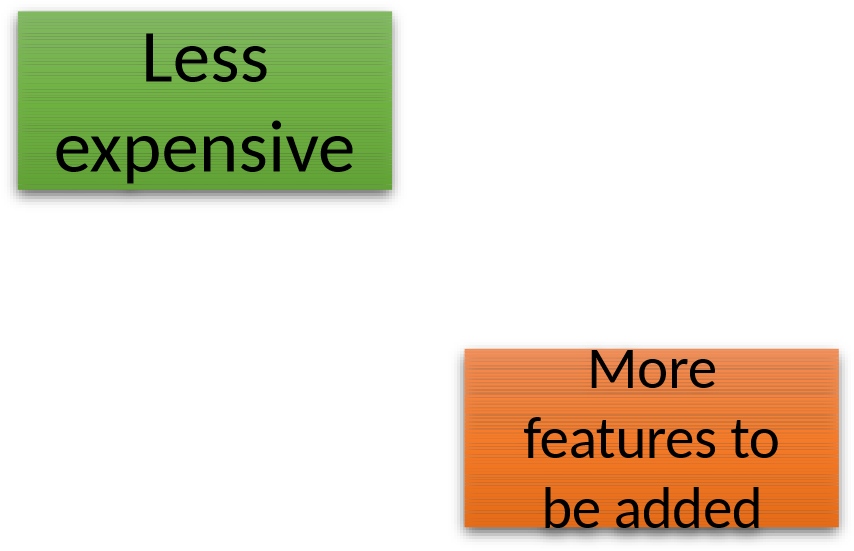 Less
expensive
More
features to
be added